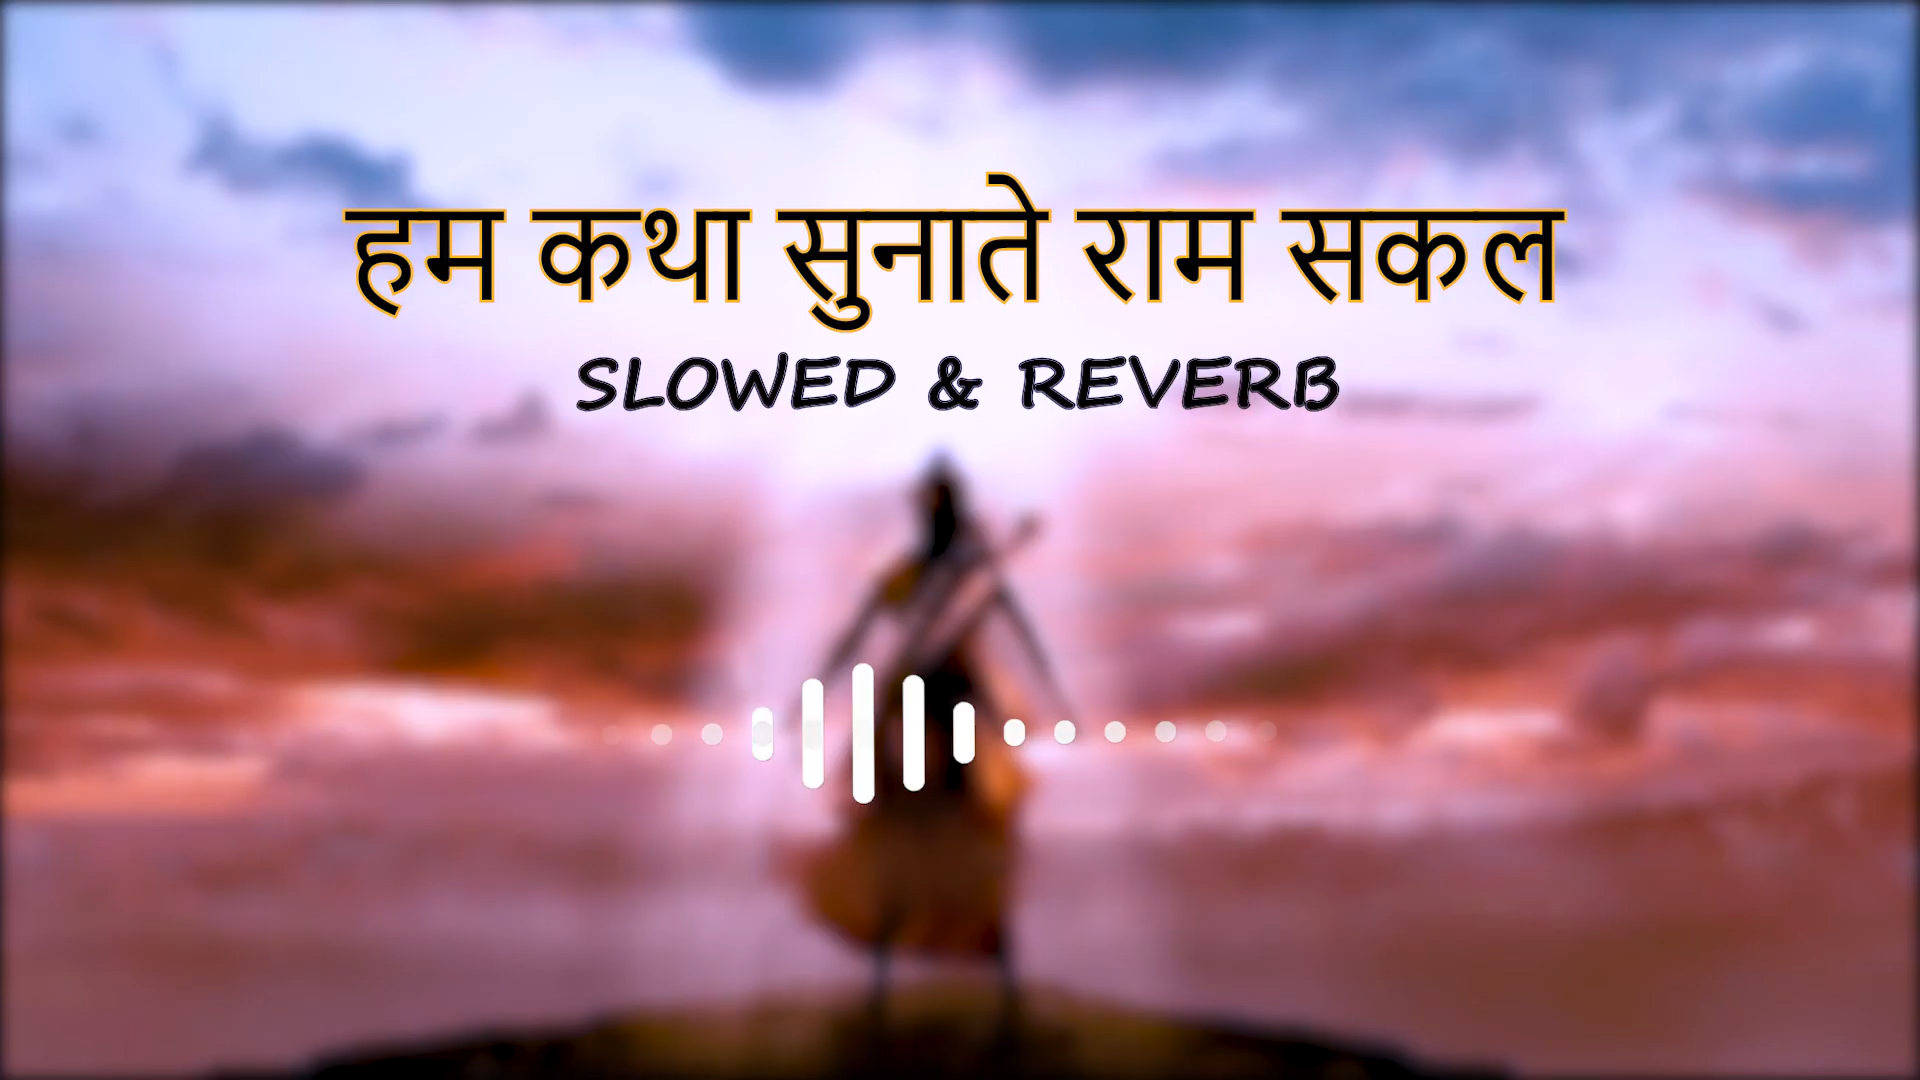 हम कथा सुनाते राम सकल
SLOWED & REVERB